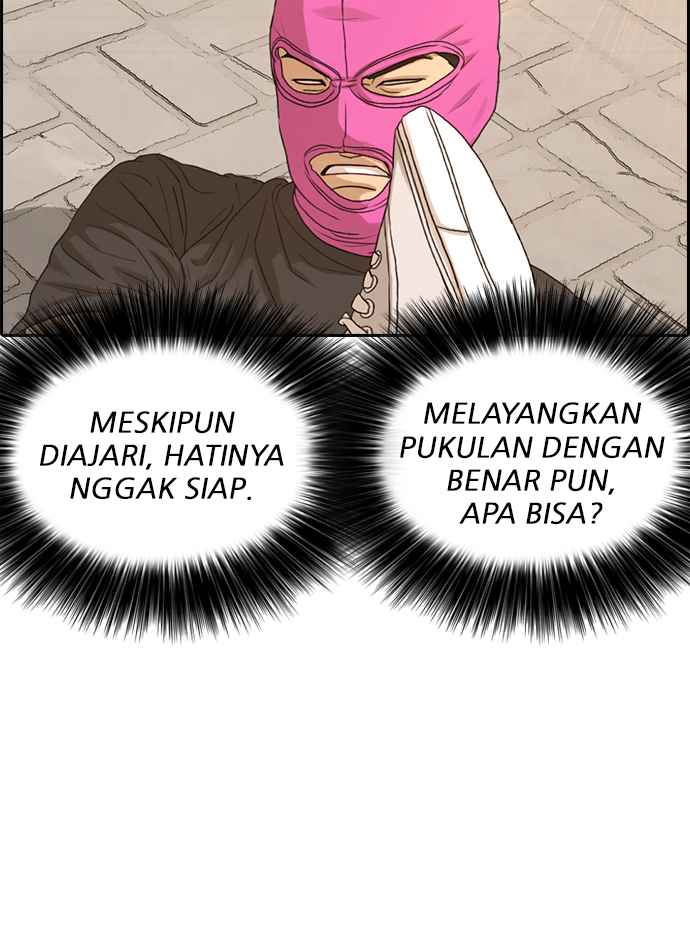 MESKIPUN
DIAJARI, HATINYA
NGGAK SIAP.
MELAYANGKAN
PUKULAN DENGAN
BENAR PUN,
APA BISA?